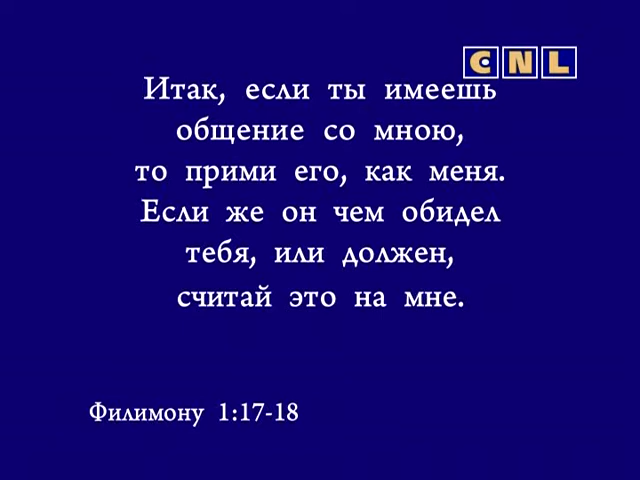 CNL
Итак, если ты имеешь
общение со мною,
то прими его, как меня.
Если же он чем обидел
тебя, или должен,
считай это на мне.
Филимону 1:17-18